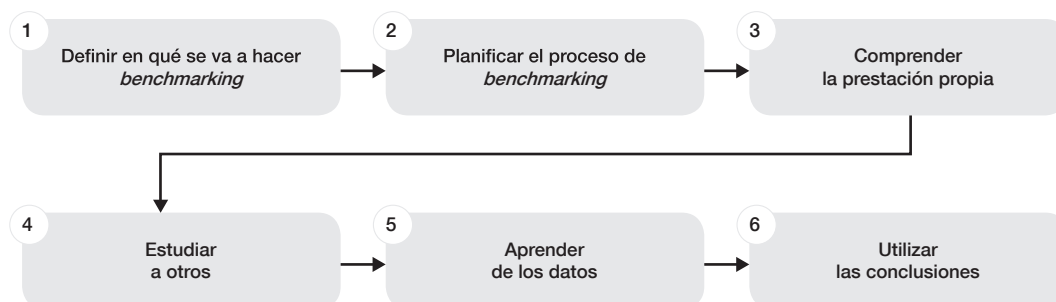 1
Definir en qué se va a hacer
benchmarking
2
Planificar el proceso de
benchmarking
3
Comprender
la prestación propia
4
Estudiar
a otros
5
Aprender
de los datos
6
Utilizar
las conclusiones